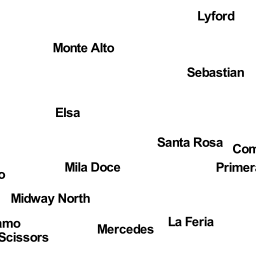 Lyford
Monte Alto
Sebastian
Elsa
Santa Rosa
Com
Mila Doce
Primera
o
Midway North
La Feria
amo
Mercedes
Scissors